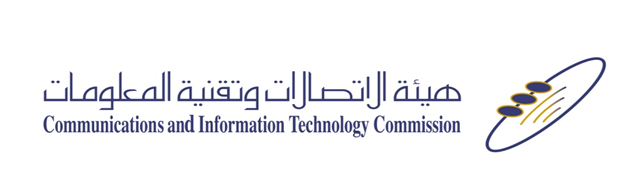 هيئة الاتصالات وتقنية المعلومات
Communications and Information Technology Commission